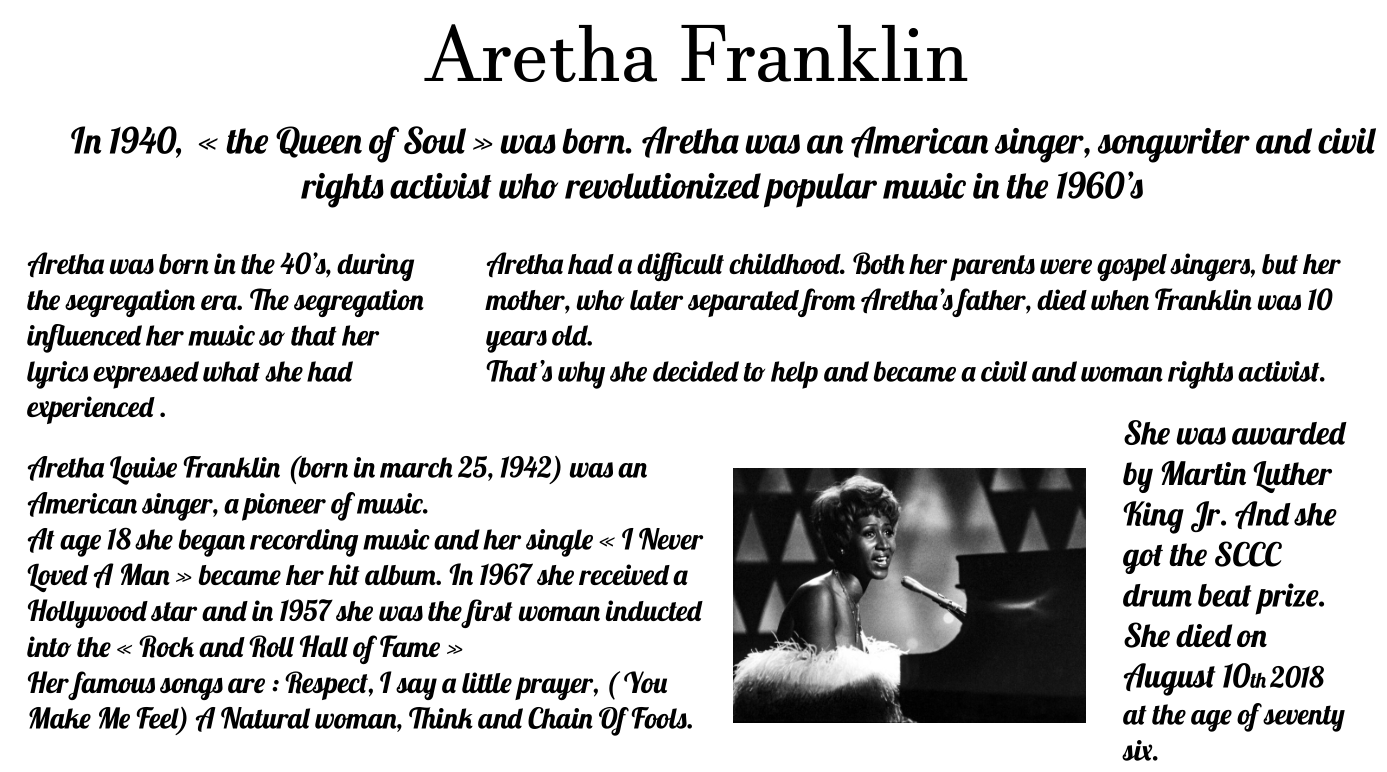 Aretha Franklin
In 1940, « the Queen of Soul » was born. Aretha was an American singer, songwriter and civil
rights activist who revolutionized popular music in the 1960's
Aretha was born in the 40's, during
the segregation era. The segregation
influenced her music so that her
lyrics expressed what she had
experienced .
Aretha had a difficult childhood. Both her parents were gospel singers, but her
mother, who later separated from Aretha's father, died when Franklin was 10
years old.
That's why she decided to help and became a civil and woman rights activist.
Aretha Louise Franklin (born in march 25, 1942) was an
American singer, a pioneer of music.
At age 18 she began recording music and her single « I Never
Loved A Man » became her hit album. In 1967 she received a
Hollywood star and in 1957 she was the first woman inducted
into the « Rock and Roll Hall of Fame »
Her famous songs are : Respect, I say a little prayer, ( You
Make Me Feel) A Natural woman, Think and Chain Of Fools.
She was awarded
by Martin Luther
King Jr. And she
got the SCCC
drum beat prize.
She died on
August 10th 2018
at the age of seventy
six.